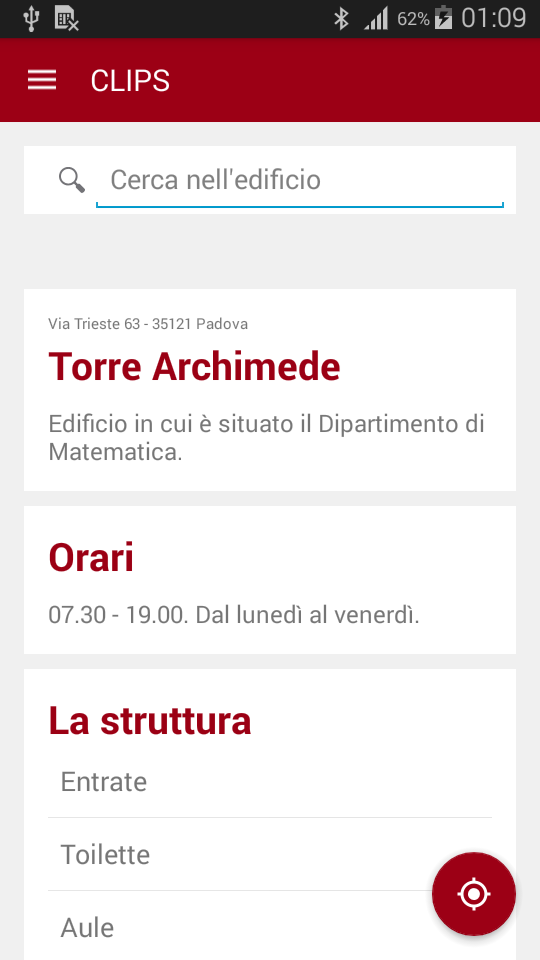 62% 01:09
CLIPS
Cerca nell'edificio
Via Trieste 63 - 35121 Padova
Torre Archimede
Edificio in cui è situato il Dipartimento di
Matematica.
Orari
07.30 - 19.00. Dal lunedì al venerdì.
La struttura
Entrate
Toilette
Aule